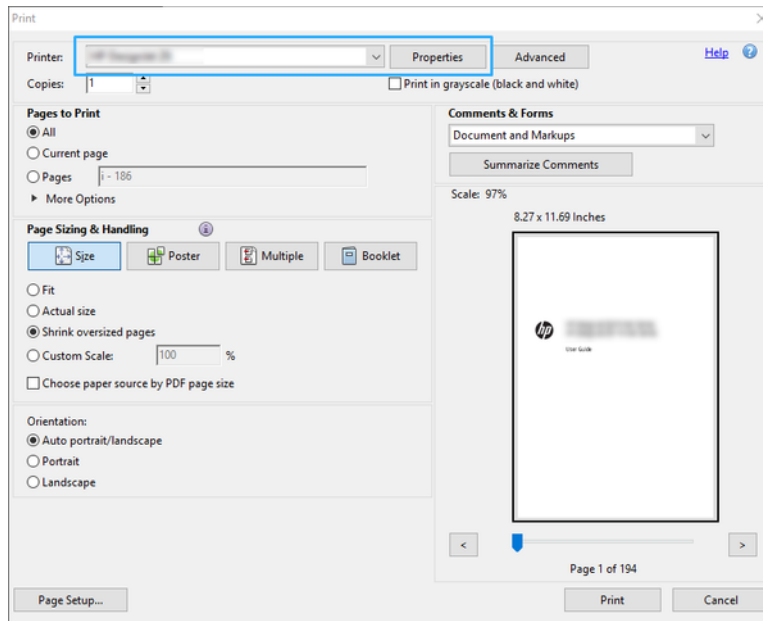 Print
Printer: Properties Advanced Help ?
Copies: 1 Print in grayscale (black and white)
Pages to Print
All
Current page
Pages i - 186
More Options
Page Sizing & Handling i
Size Poster Multiple Booklet
Fit
Actual size
Shrink oversized pages
Custom Scale: 100 %
Choose paper source by PDF page size
Orientation:
Auto portrait/landscape
Portrait
Landscape
Comments & Forms
Document and Markups
Summarize Comments
Scale: 97%
8.27 x 11.69 Inches
hp
User Guide
< >
Page 1 of 194
Page Setup... Print Cancel